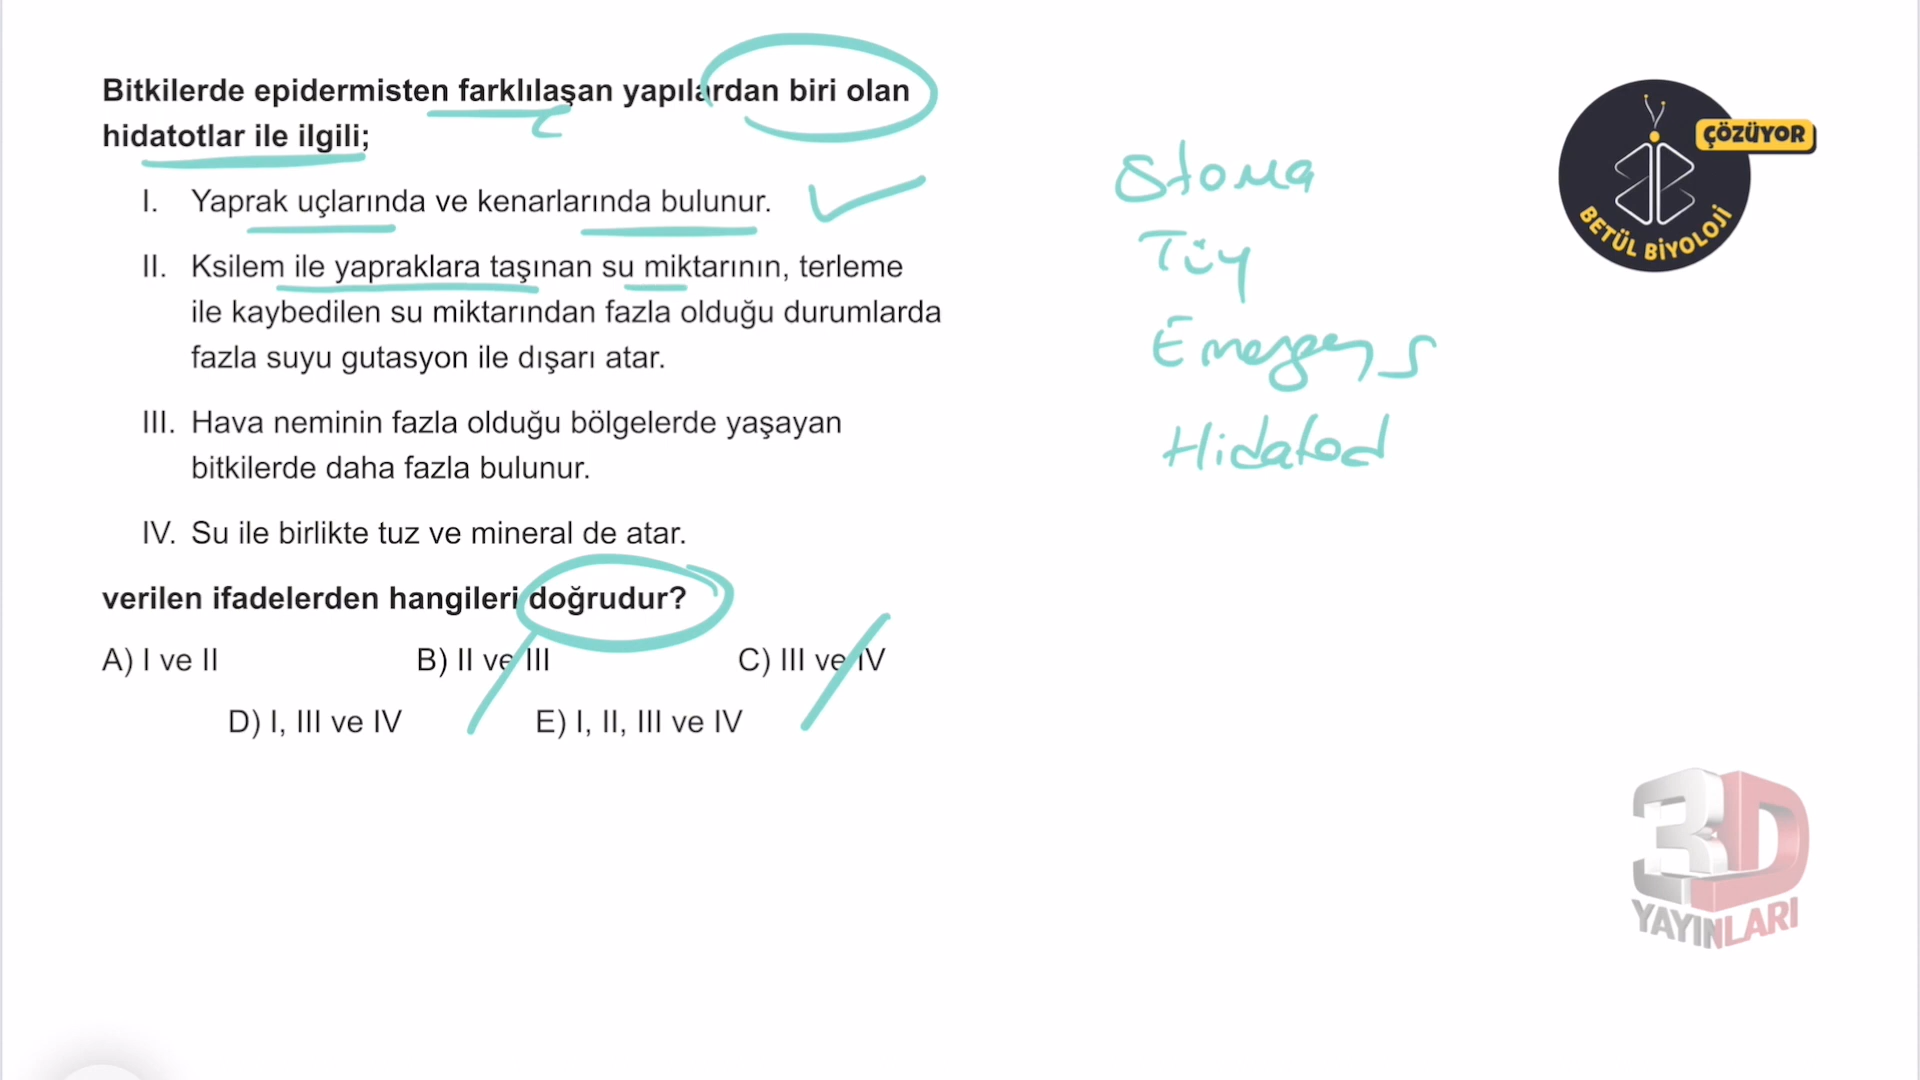 Bitkilerde epidermisten farklılaşan yapılardan biri olan
hidatotlar ile ilgili;
I. Yaprak uçlarında ve kenarlarında bulunur.
II. Ksilem ile yapraklara taşınan su miktarının, terleme
ile kaybedilen su miktarından fazla olduğu durumlarda
fazla suyu gutasyon ile dışarı atar.
III. Hava neminin fazla olduğu bölgelerde yaşayan
bitkilerde daha fazla bulunur.
IV. Su ile birlikte tuz ve mineral de atar.
verilen ifadelerden hangileri doğrudur?
A) I ve II B) II ve III C) III ve IV
D) I, III ve IV E) I, II, III ve IV
Stoma
Tüy
Emergens
Hidatod
ÇÖZÜYOR
BETÜL BİYOLOJİ
3D
YAYINLARI